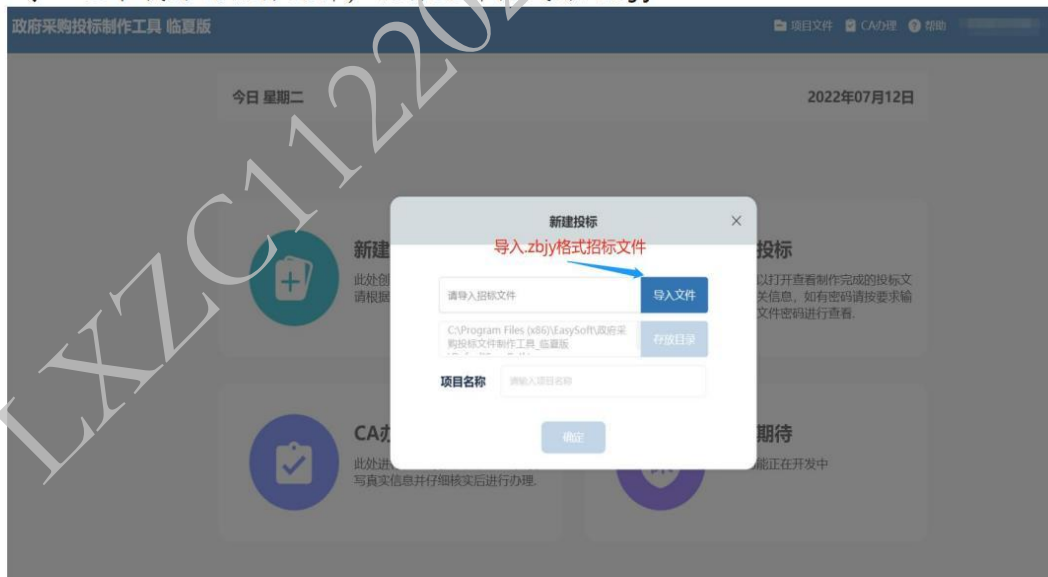 政府采购投标制作工具 临夏版
项目文件 CA办理 帮助
今日 星期二
2022年07月12日
新建投标
导入.zbjy格式招标文件
请导入招标文件
导入文件
C:\Program Files (x86)\EasySoft\政府采
购投标文件制作工具_临夏版
存放目录
项目名称
请输入项目名称
确定
新建
此处创
请根据
投标
以打开查看制作完成的投标文
关信息，如有密码请按要求输
文件密码进行查看.
CA办
此处进
写真实信息并仔细核实后进行办理.
期待
能正在开发中
LXZC11220